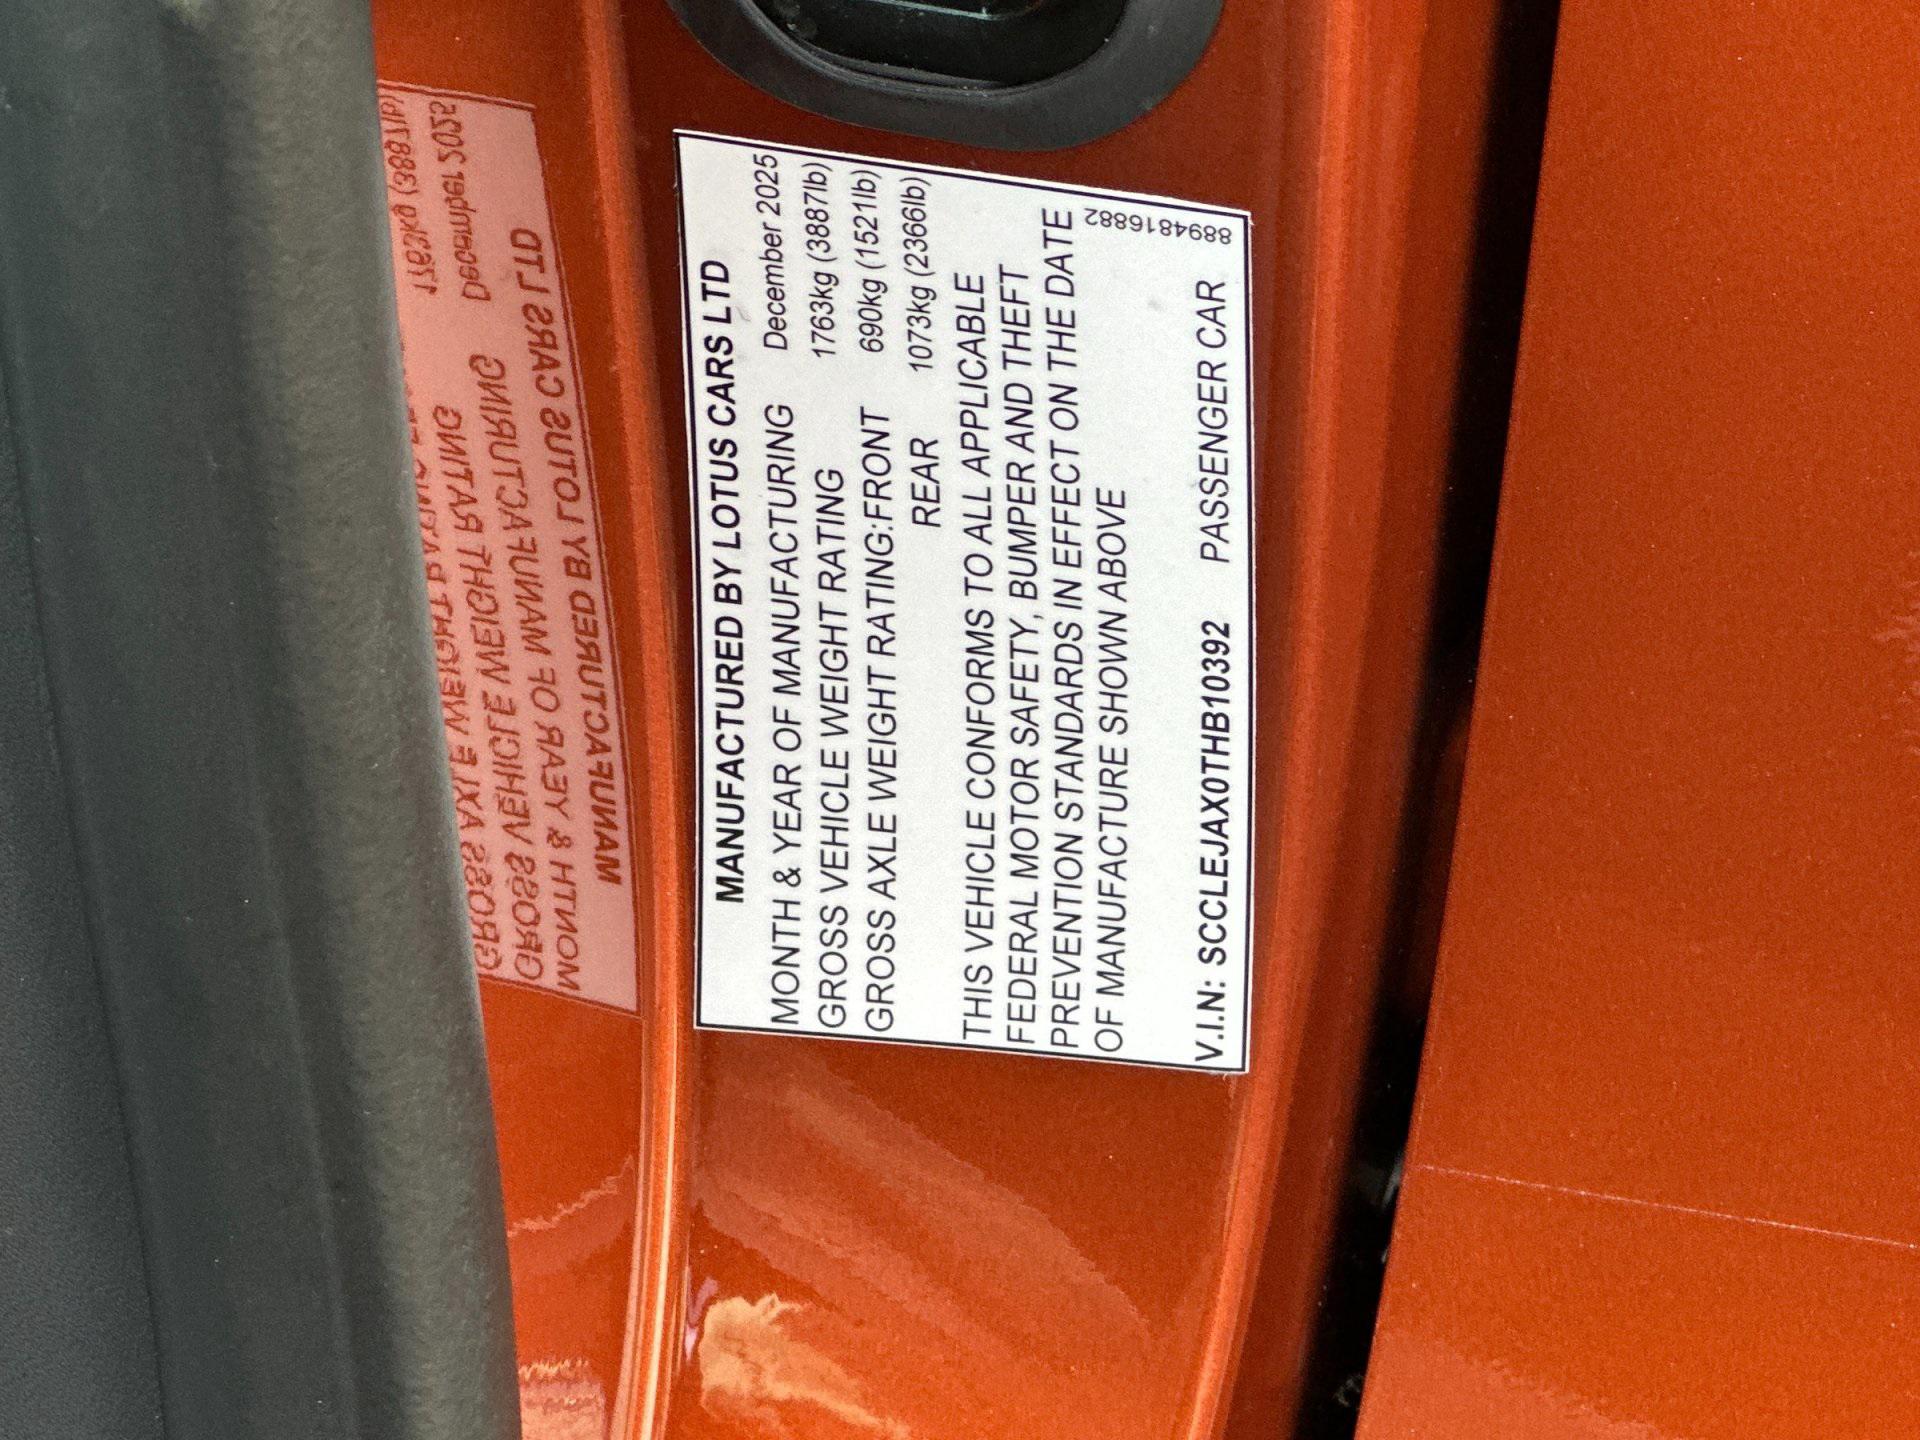 MANUFACTURED BY LOTUS CARS LTD
MONTH & YEAR OF MANUFACTURING December 2025
GROSS VEHICLE WEIGHT RATING 1763kg (3887lb)
GROSS AXLE WEIGHT RATING:FRONT 690kg (1521lb)
REAR 1073kg (2366lb)
THIS VEHICLE CONFORMS TO ALL APPLICABLE
FEDERAL MOTOR SAFETY, BUMPER AND THEFT
PREVENTION STANDARDS IN EFFECT ON THE DATE
OF MANUFACTURE SHOWN ABOVE
8894816882
V.I.N: SCCLEJAX0THB10392 PASSENGER CAR